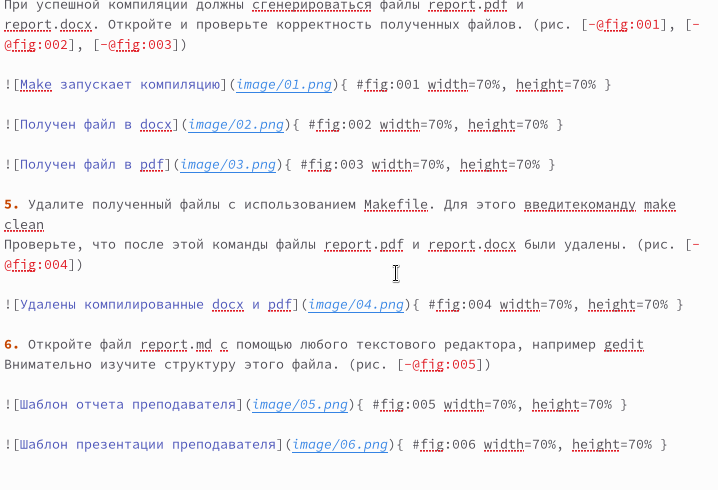 При успешной компиляции должны сгенерироваться файлы report.pdf и
report.docx. Откройте и проверьте корректность полученных файлов. (рис. [-@fig:001], [-
@fig:002], [-@fig:003])
![Make запускает компиляцию](image/01.png){ #fig:001 width=70%, height=70% }
![Получен файл в docx](image/02.png){ #fig:002 width=70%, height=70% }
![Получен файл в pdf](image/03.png){ #fig:003 width=70%, height=70% }
5. Удалите полученный файлы с использованием Makefile. Для этого введитекоманду make
clean
Проверьте, что после этой команды файлы report.pdf и report.docx были удалены. (рис. [-
@fig:004])
![Удалены компилированные docx и pdf](image/04.png){ #fig:004 width=70%, height=70% }
6. Откройте файл report.md с помощью любого текстового редактора, например gedit
Внимательно изучите структуру этого файла. (рис. [-@fig:005])
![Шаблон отчета преподавателя](image/05.png){ #fig:005 width=70%, height=70% }
![Шаблон презентации преподавателя](image/06.png){ #fig:006 width=70%, height=70% }